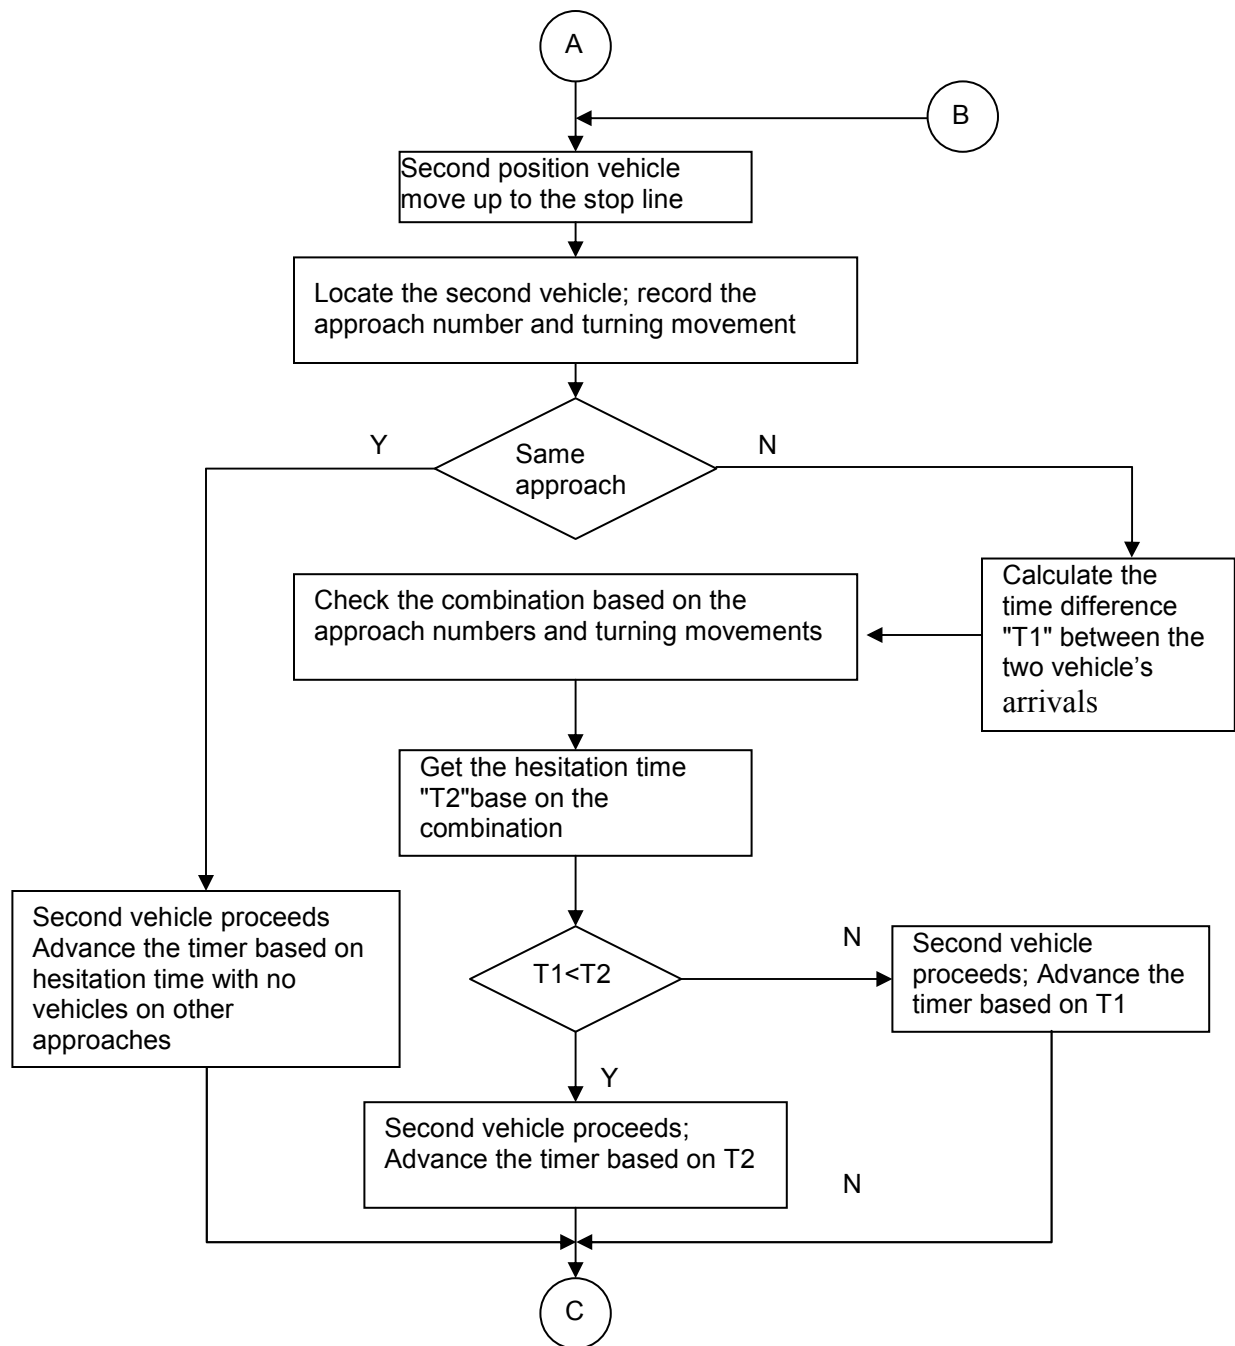 A
B
Second position vehicle
move up to the stop line
Locate the second vehicle; record the
approach number and turning movement
Y
N
Same
approach
Calculate the
time difference
"T1" between the
two vehicle’s
arrivals
Check the combination based on the
approach numbers and turning movements
Get the hesitation time
"T2"base on the
combination
Second vehicle proceeds
Advance the timer based on
hesitation time with no
vehicles on other
approaches
T1<T2
N
Second vehicle
proceeds; Advance the
timer based on T1
Y
Second vehicle proceeds;
Advance the timer based on T2
N
C